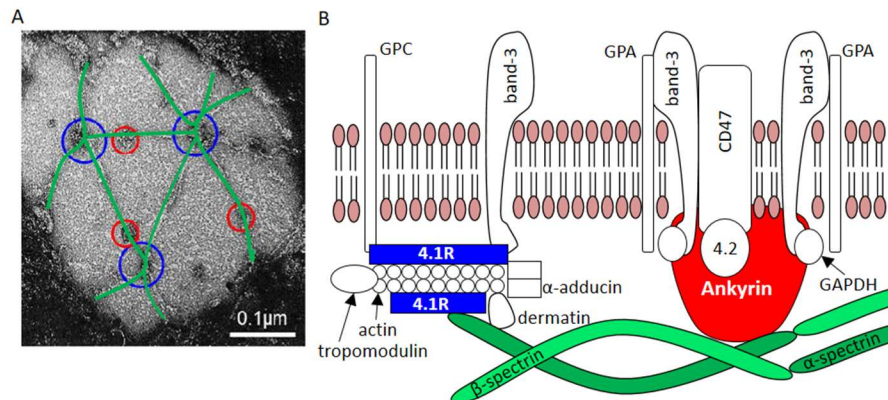 A
0.1µm
B
GPC
band-3
GPA
band-3
CD47
band-3
GPA
4.1R
4.2
4.1R
α-adducin
Ankyrin
GAPDH
actin
tropomodulin
dermatin
β-spectrin
α-spectrin